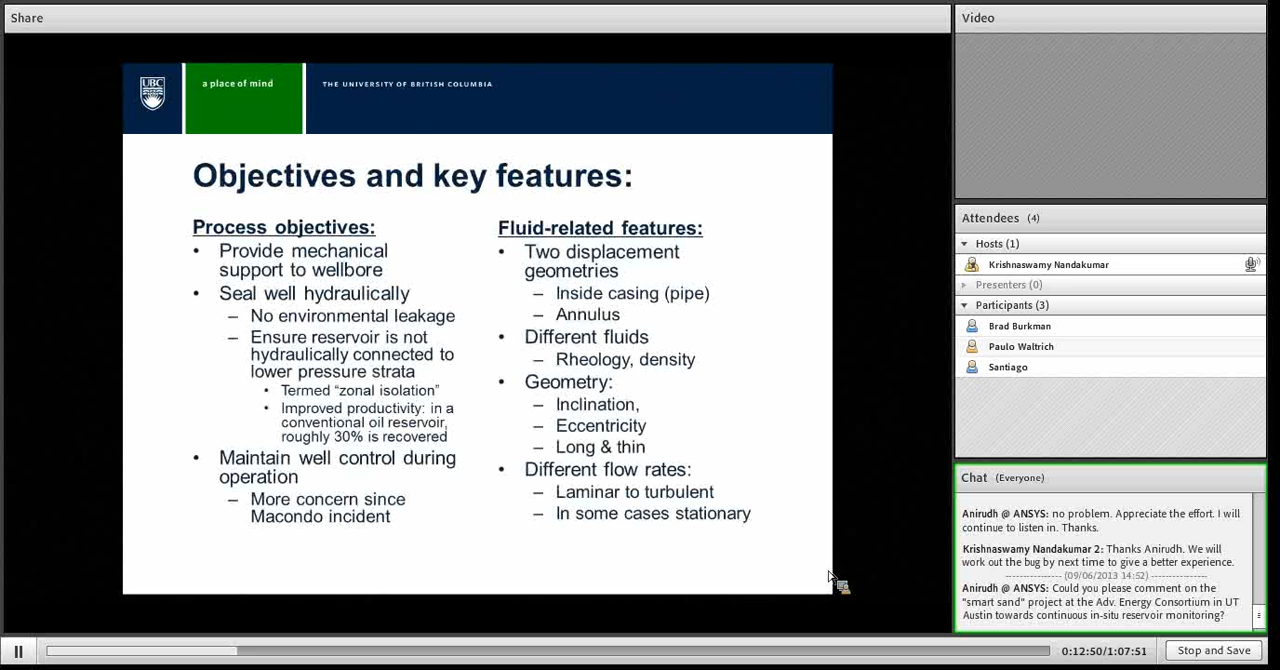 Share
UBC
a place of mind
THE UNIVERSITY OF BRITISH COLUMBIA
Objectives and key features:
Process objectives:
• Provide mechanical
support to wellbore
• Seal well hydraulically
– No environmental leakage
– Ensure reservoir is not
hydraulically connected to
lower pressure strata
• Termed “zonal isolation”
• Improved productivity: in a
conventional oil reservoir,
roughly 30% is recovered
• Maintain well control during
operation
– More concern since
Macondo incident
Fluid-related features:
• Two displacement
geometries
– Inside casing (pipe)
– Annulus
• Different fluids
– Rheology, density
• Geometry:
– Inclination,
– Eccentricity
– Long & thin
• Different flow rates:
– Laminar to turbulent
– In some cases stationary
Video
Attendees (4)
Hosts (1)
Krishnaswamy Nandakumar
Presenters (0)
Participants (3)
Brad Burkman
Paulo Waltrich
Santiago
Chat (Everyone)
Anirudh @ ANSYS: no problem. Appreciate the effort. I will
continue to listen in. Thanks.
Krishnaswamy Nandakumar 2: Thanks Anirudh. We will
work out the bug by next time to give a better experience.
---------------- (09/06/2013 14:52) ---------------
Anirudh @ ANSYS: Could you please comment on the
"smart sand" project at the Adv. Energy Consortium in UT
Austin towards continuous in-situ reservoir monitoring?
0:12:50/1:07:51
Stop and Save